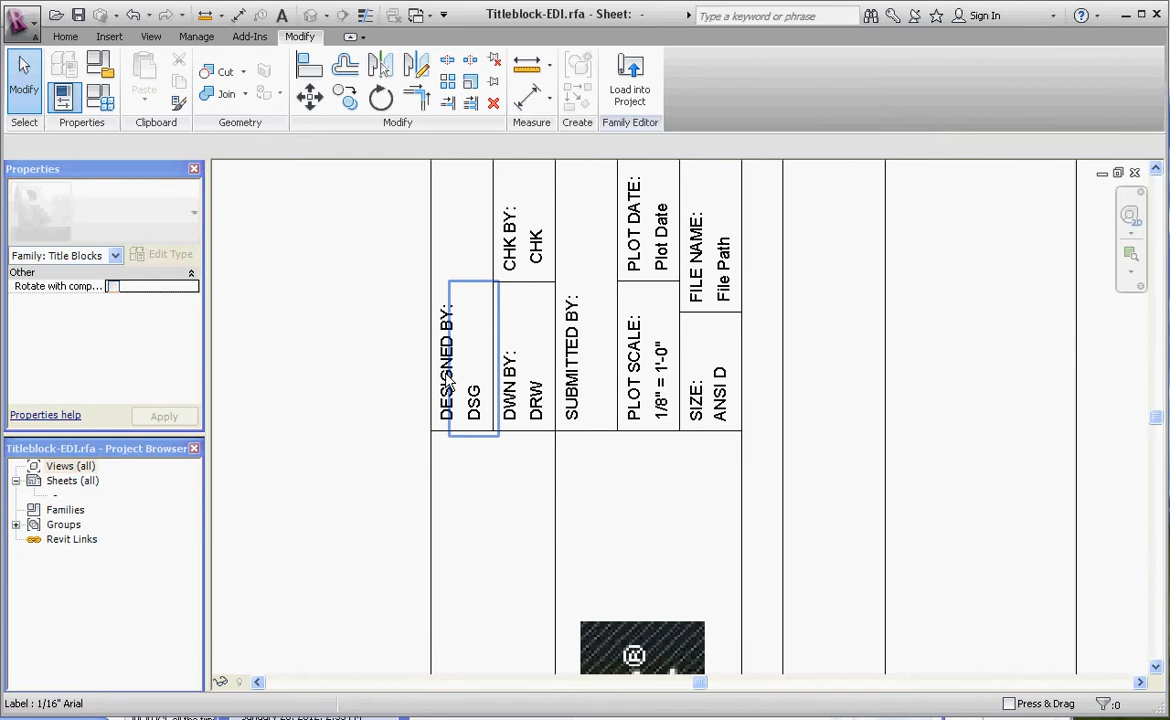 Titleblock-EDI.rfa - Sheet: -
Type a keyword or phrase
Sign In
Home Insert View Manage Add-Ins Modify
Modify
Paste
Cut
Join
Load into
Project
Select Properties Clipboard Geometry Modify Measure Create Family Editor
Properties
Family: Title Blocks
Edit Type
Other
Rotate with comp...
Properties help
Apply
Titleblock-EDI.rfa - Project Browser
Views (all)
Sheets (all)
-
Families
Groups
Revit Links
DESIGNED BY:
DSG
CHK BY:
CHK
DWN BY:
DRW
SUBMITTED BY:
PLOT DATE:
Plot Date
PLOT SCALE:
1/8" = 1'-0"
FILE NAME:
File Path
SIZE:
ANSI D
®
2D
Label : 1/16" Arial
Press & Drag
:0